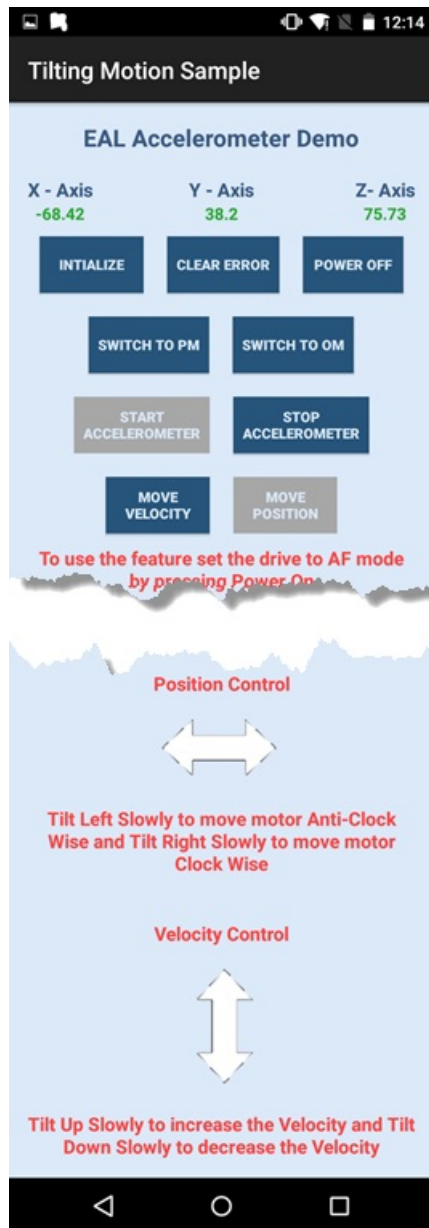 12:14
Tilting Motion Sample
EAL Accelerometer Demo
X - Axis Y - Axis Z- Axis
-68.42 38.2 75.73
INTIALIZE CLEAR ERROR POWER OFF
SWITCH TO PM SWITCH TO OM
START
ACCELEROMETER
STOP
ACCELEROMETER
MOVE
VELOCITY
MOVE
POSITION
To use the feature set the drive to AF mode
by pressing Power On
Position Control
Tilt Left Slowly to move motor Anti-Clock
Wise and Tilt Right Slowly to move motor
Clock Wise
Velocity Control
Tilt Up Slowly to increase the Velocity and Tilt
Down Slowly to decrease the Velocity